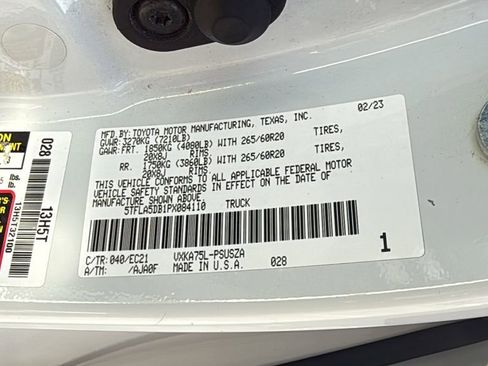 MFD.BY: TOYOTA MOTOR MANUFACTURING, TEXAS, INC. 02/23
GVWR: 3270KG (7210LB)
GAWR: FRT. 1850KG (4080LB) WITH 265/60R20 TIRES,
20X8J RIMS
RR. 1750KG (3860LB) WITH 265/60R20 TIRES,
20X8J RIMS
THIS VEHICLE CONFORMS TO ALL APPLICABLE FEDERAL MOTOR
VEHICLE SAFETY STANDARDS IN EFFECT ON THE DATE OF
MANUFACTURE SHOWN ABOVE.
5TFLA5DB1PX084110 TRUCK
C/TR: 040/EC21 VXKA75L-PSUSZA 1
A/TM: /AJA0F MADE IN U.S.A. 028
028
13H5T
13H5132100